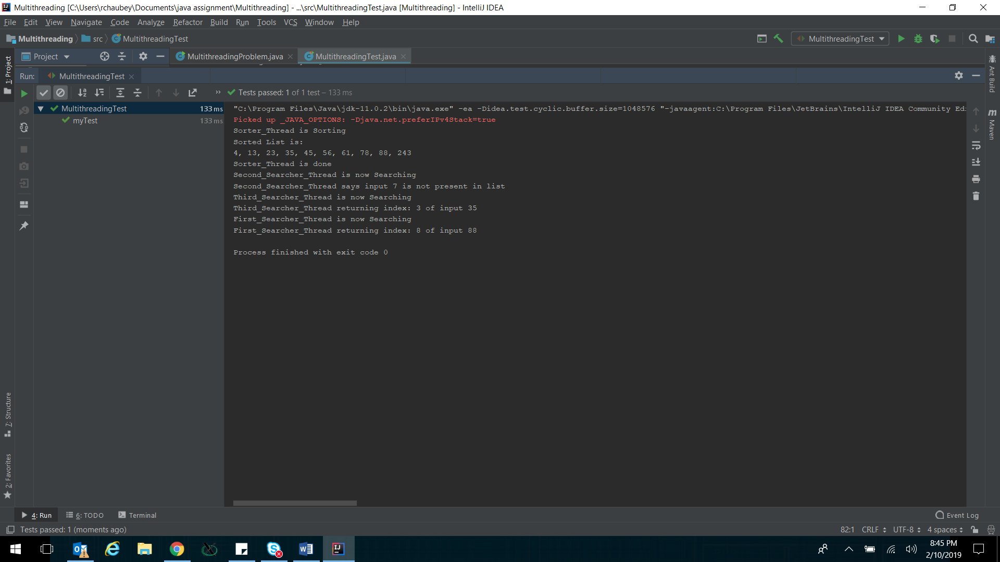 Multithreading [C:\Users\rchaubey\Documents\java assignment\Multithreading] - ...\src\MultithreadingTest.java [Multithreading] - IntelliJ IDEA
File Edit View Navigate Code Analyze Refactor Build Run Tools VCS Window Help
Multithreading src MultithreadingTest MultithreadingTest
1: Project
Project MultithreadingProblem.java MultithreadingTest.java
Ant Build
Run: MultithreadingTest
Tests passed: 1 of 1 test – 133 ms
MultithreadingTest 133 ms
myTest 133 ms
"C:\Program Files\Java\jdk-11.0.2\bin\java.exe" -ea -Didea.test.cyclic.buffer.size=1048576 "-javaagent:C:\Program Files\JetBrains\IntelliJ IDEA Community Edi
Picked up _JAVA_OPTIONS: -Djava.net.preferIPv4Stack=true
Sorter_Thread is Sorting
Sorted List is:
4, 13, 23, 35, 45, 56, 61, 78, 88, 243
Sorter_Thread is done
Second_Searcher_Thread is now Searching
Second_Searcher_Thread says input 7 is not present in list
Third_Searcher_Thread is now Searching
Third_Searcher_Thread returning index: 3 of input 35
First_Searcher_Thread is now Searching
First_Searcher_Thread returning index: 8 of input 88
Process finished with exit code 0
m Maven
7: Structure
2: Favorites
4: Run 6: TODO Terminal Event Log
Tests passed: 1 (moments ago) 82:1 CRLF UTF-8 4 spaces
8:45 PM
2/10/2019